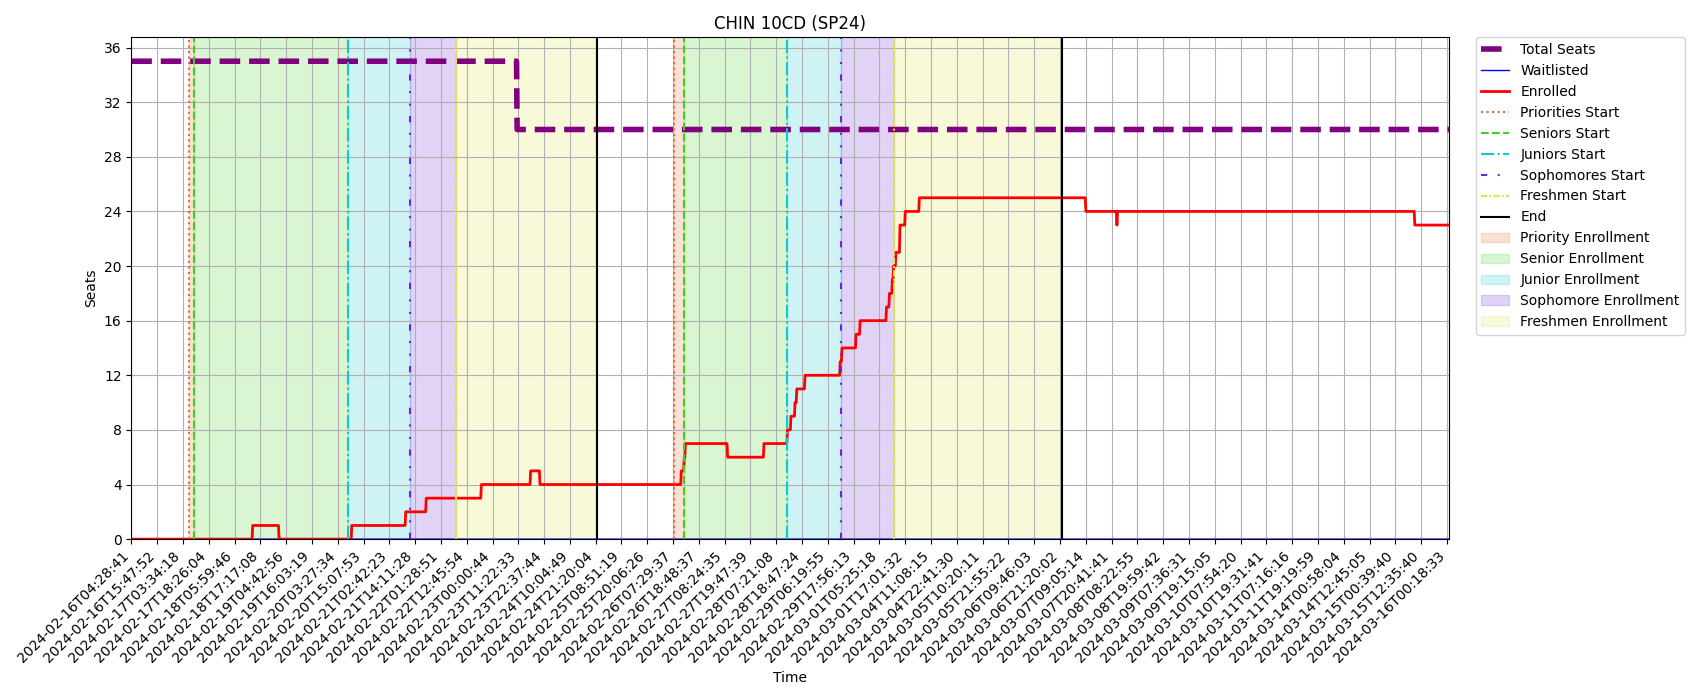 CHIN 10CD (SP24)
Seats
36
32
28
24
20
16
12
8
4
0
2024-02-16T04:28:41
2024-02-16T15:47:52
2024-02-17T03:34:18
2024-02-17T18:26:04
2024-02-18T05:59:46
2024-02-18T17:17:08
2024-02-19T04:42:56
2024-02-19T16:03:19
2024-02-20T03:27:34
2024-02-20T15:07:53
2024-02-21T02:42:23
2024-02-21T14:11:28
2024-02-22T01:28:51
2024-02-22T12:45:54
2024-02-23T00:00:44
2024-02-23T11:22:33
2024-02-23T22:37:44
2024-02-24T10:04:49
2024-02-24T21:20:04
2024-02-25T08:51:19
2024-02-25T20:06:26
2024-02-26T07:29:37
2024-02-26T18:48:37
2024-02-27T08:24:35
2024-02-27T19:47:39
2024-02-28T07:21:08
2024-02-28T18:47:24
2024-02-29T06:19:55
2024-02-29T17:56:13
2024-03-01T05:25:18
2024-03-01T17:01:32
2024-03-04T11:08:15
2024-03-04T22:41:30
2024-03-05T10:20:11
2024-03-05T21:55:22
2024-03-06T09:46:03
2024-03-06T21:20:02
2024-03-07T09:05:14
2024-03-07T20:41:41
2024-03-08T08:22:55
2024-03-08T19:59:42
2024-03-09T07:36:31
2024-03-09T19:15:05
2024-03-10T07:54:20
2024-03-10T19:31:41
2024-03-11T07:16:16
2024-03-11T19:19:59
2024-03-14T00:58:04
2024-03-14T12:45:05
2024-03-15T00:39:40
2024-03-15T12:35:40
2024-03-16T00:18:33
Time
Total Seats
Waitlisted
Enrolled
Priorities Start
Seniors Start
Juniors Start
Sophomores Start
Freshmen Start
End
Priority Enrollment
Senior Enrollment
Junior Enrollment
Sophomore Enrollment
Freshmen Enrollment